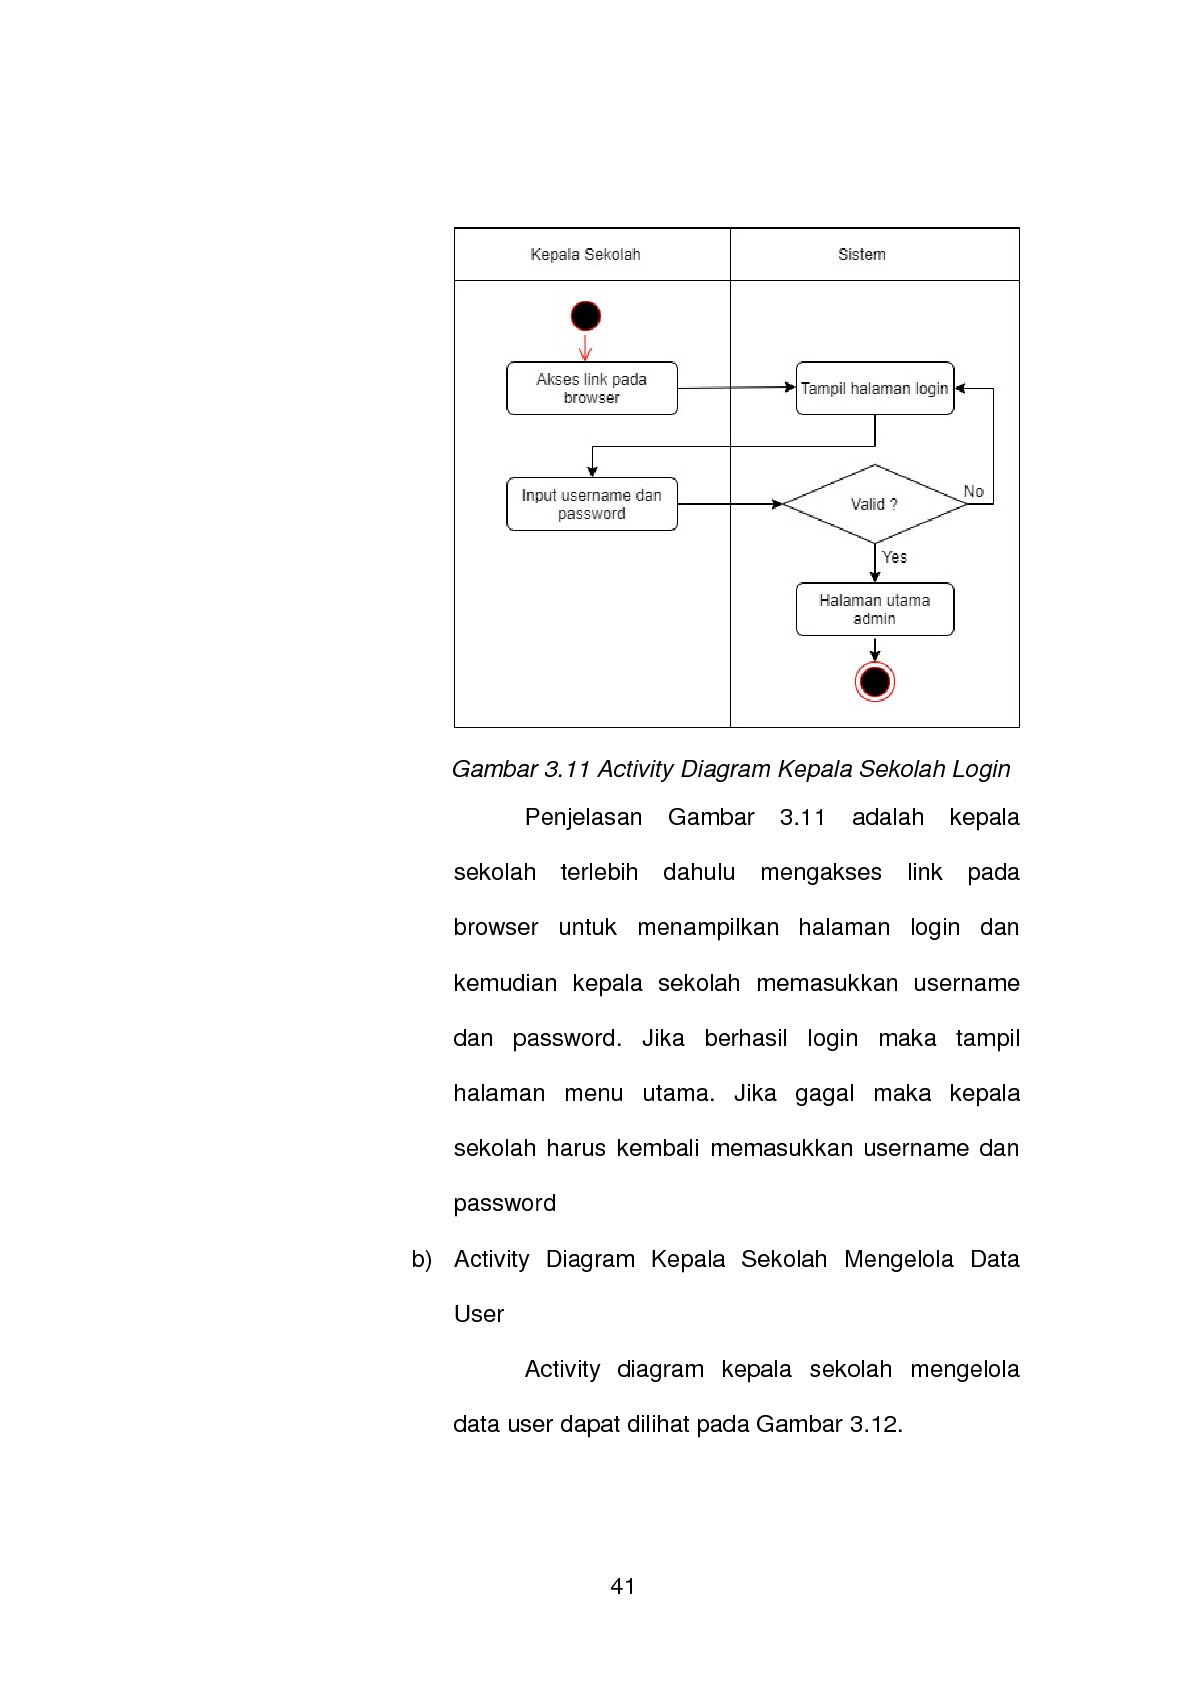 Kepala Sekolah
Sistem
Akses link pada
browser
Tampil halaman login
Input username dan
password
Valid ?
No
Yes
Halaman utama
admin
Gambar 3.11 Activity Diagram Kepala Sekolah Login
Penjelasan Gambar 3.11 adalah kepala
sekolah terlebih dahulu mengakses link pada
browser untuk menampilkan halaman login dan
kemudian kepala sekolah memasukkan username
dan password. Jika berhasil login maka tampil
halaman menu utama. Jika gagal maka kepala
sekolah harus kembali memasukkan username dan
password
b) Activity Diagram Kepala Sekolah Mengelola Data
User
Activity diagram kepala sekolah mengelola
data user dapat dilihat pada Gambar 3.12.
41